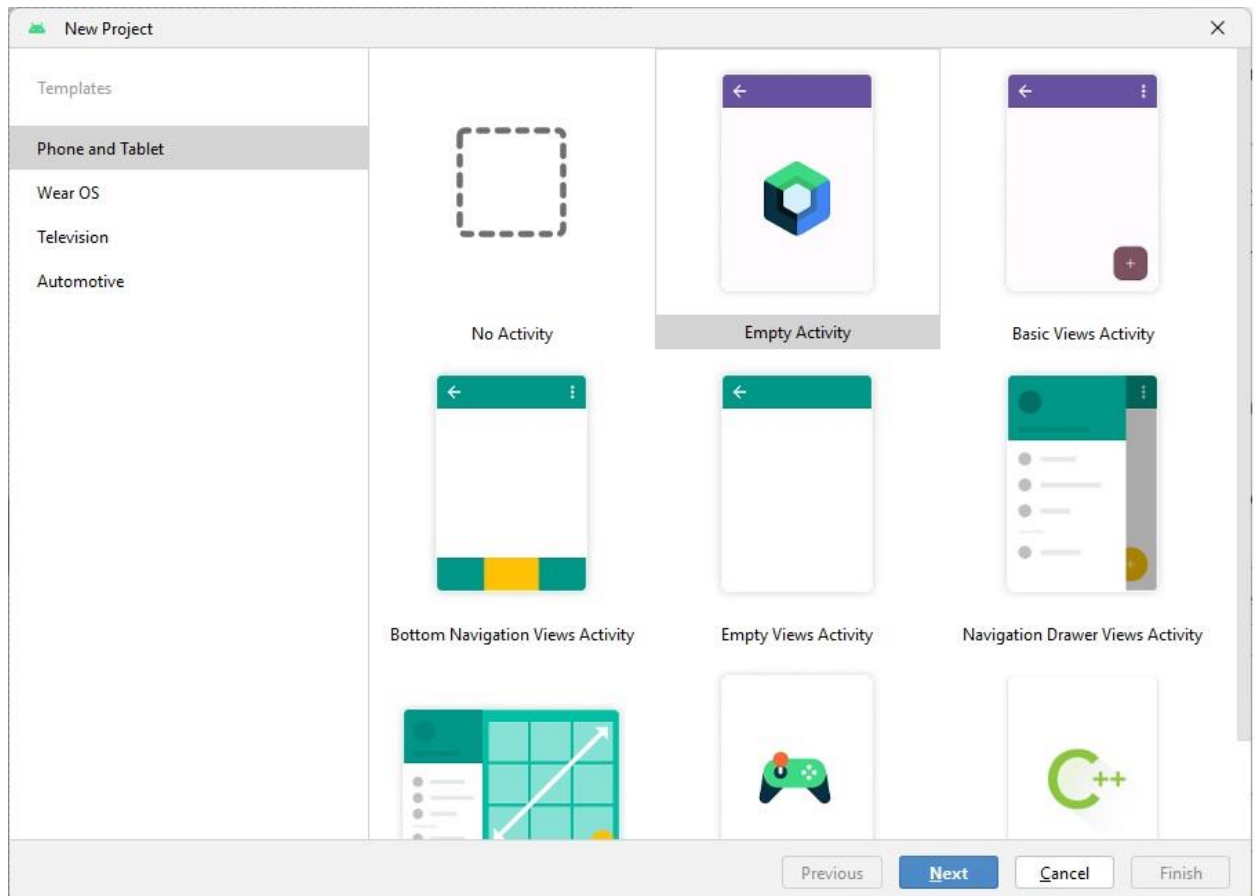 New Project
Templates
Phone and Tablet
Wear OS
Television
Automotive
No Activity
Empty Activity
Basic Views Activity
Bottom Navigation Views Activity
Empty Views Activity
Navigation Drawer Views Activity
C++
Previous
Next
Cancel
Finish